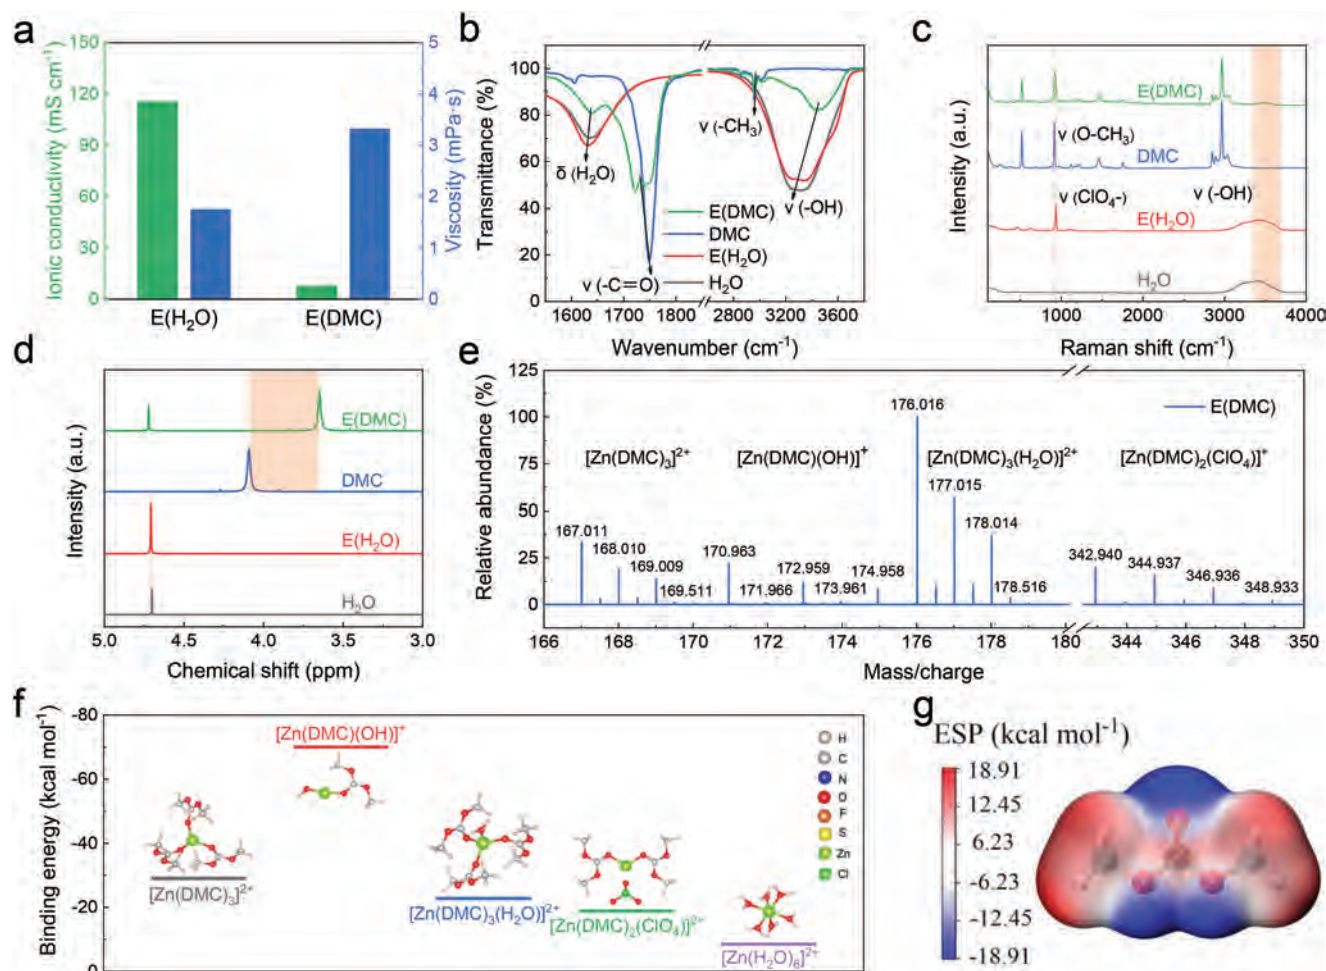 a
Ionic conductivity (mS cm⁻¹)
150
120
90
60
30
0
E(H₂O)
E(DMC)
5
4
3
2
1
0
Viscosity (mPa·s)
b
Transmittance (%)
100
80
60
40
20
0
δ (H₂O)
ν (-C=O)
ν (-CH₃)
ν (-OH)
E(DMC)
DMC
E(H₂O)
H₂O
1600
1700
1800
2800
3200
3600
Wavenumber (cm⁻¹)
c
Intensity (a.u.)
E(DMC)
ν (O-CH₃)
DMC
ν (ClO₄-)
ν (-OH)
E(H₂O)
H₂O
1000
2000
3000
4000
Raman shift (cm⁻¹)
d
Intensity (a.u.)
E(DMC)
DMC
E(H₂O)
H₂O
5.0
4.5
4.0
3.5
3.0
Chemical shift (ppm)
e
Relative abundance (%)
125
100
75
50
25
0
176.016
E(DMC)
[Zn(DMC)₃]²⁺
[Zn(DMC)(OH)]⁺
[Zn(DMC)₃(H₂O)]²⁺
[Zn(DMC)₂(ClO₄)]⁺
167.011
168.010
169.009
169.511
170.963
171.966
172.959
173.961
174.958
177.015
178.014
178.516
342.940
344.937
346.936
348.933
166
168
170
172
174
176
178
180
344
346
348
350
Mass/charge
f
Binding energy (kcal mol⁻¹)
-80
-60
-40
-20
0
[Zn(DMC)₃]²⁺
[Zn(DMC)(OH)]⁺
[Zn(DMC)₃(H₂O)]²⁺
[Zn(DMC)₂(ClO₄)]²⁺
[Zn(H₂O)₆]²⁺
H
C
N
O
F
S
Zn
Cl
g
ESP (kcal mol⁻¹)
18.91
12.45
6.23
-6.23
-12.45
-18.91